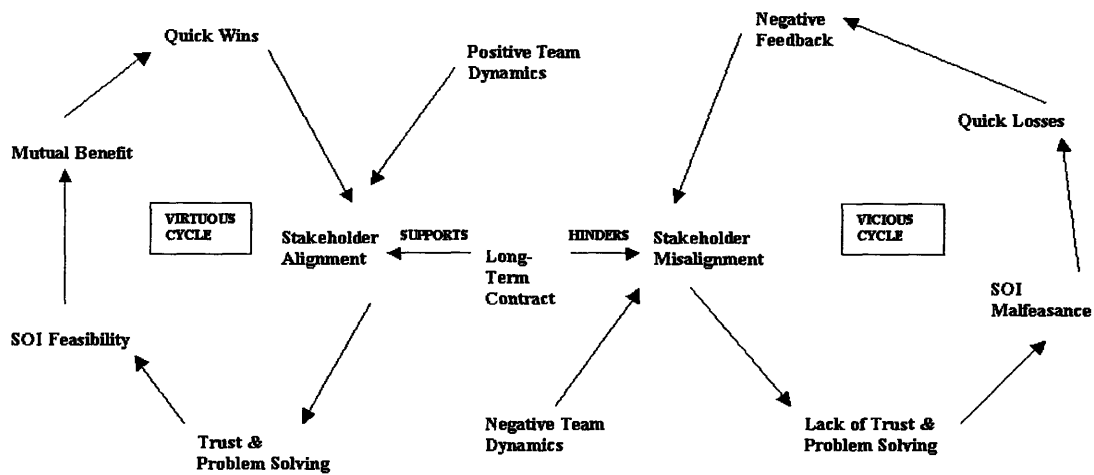 Quick Wins
Positive Team
Dynamics
Mutual Benefit
VIRTUOUS
CYCLE
Stakeholder
Alignment
SUPPORTS
Long-
Term
Contract
SOI Feasibility
Trust &
Problem Solving
Negative
Feedback
Quick Losses
HINDERS
Stakeholder
Misalignment
VICIOUS
CYCLE
SOI
Malfeasance
Negative Team
Dynamics
Lack of Trust &
Problem Solving